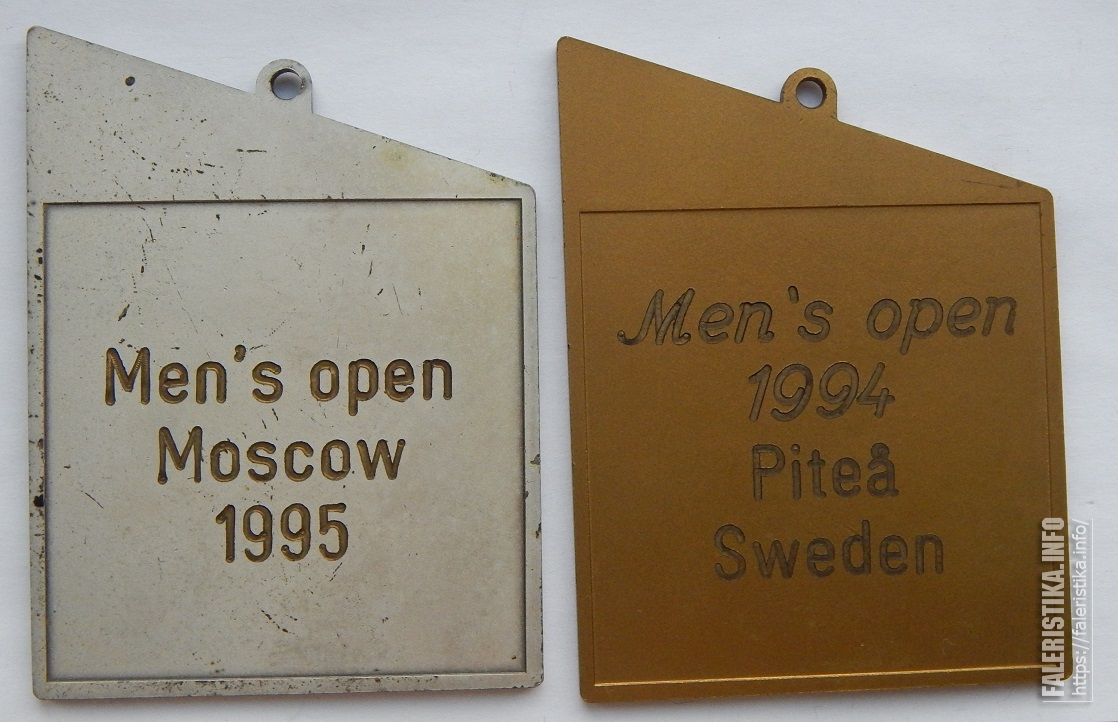 Men's open
Moscow
1995
Men's open
1994
Piteå
Sweden
FALERISTIKA.INFO
https://faleristika.info/